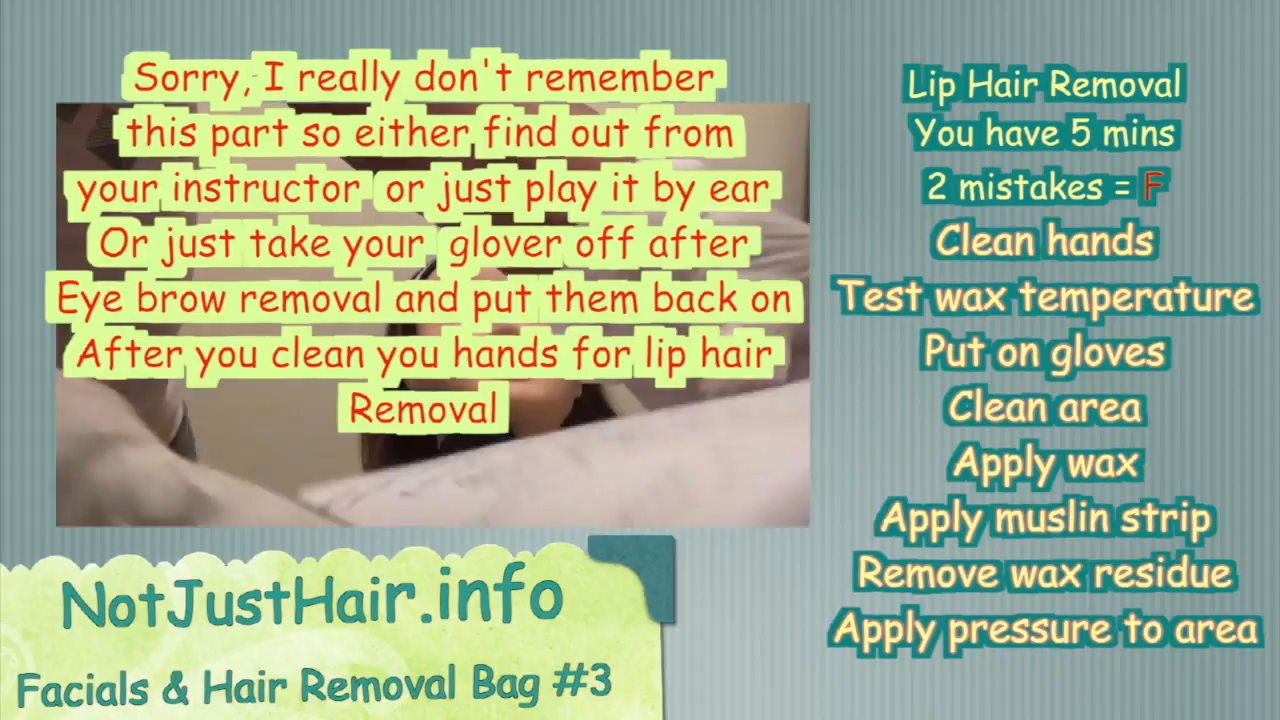 Sorry, I really don't remember
this part so either find out from
your instructor or just play it by ear
Or just take your glover off after
Eye brow removal and put them back on
After you clean you hands for lip hair
Removal
Lip Hair Removal
You have 5 mins
2 mistakes = F
Clean hands
Test wax temperature
Put on gloves
Clean area
Apply wax
Apply muslin strip
Remove wax residue
Apply pressure to area
NotJustHair.info
Facials & Hair Removal Bag #3